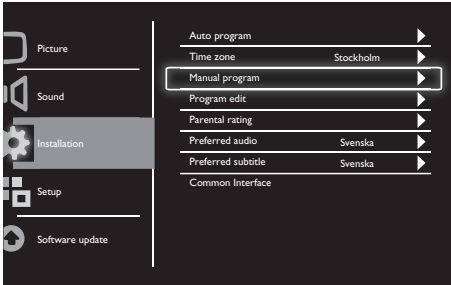 Picture
Sound
Installation
Setup
Software update
Auto program
Time zone Stockholm
Manual program
Program edit
Parental rating
Preferred audio Svenska
Preferred subtitle Svenska
Common Interface